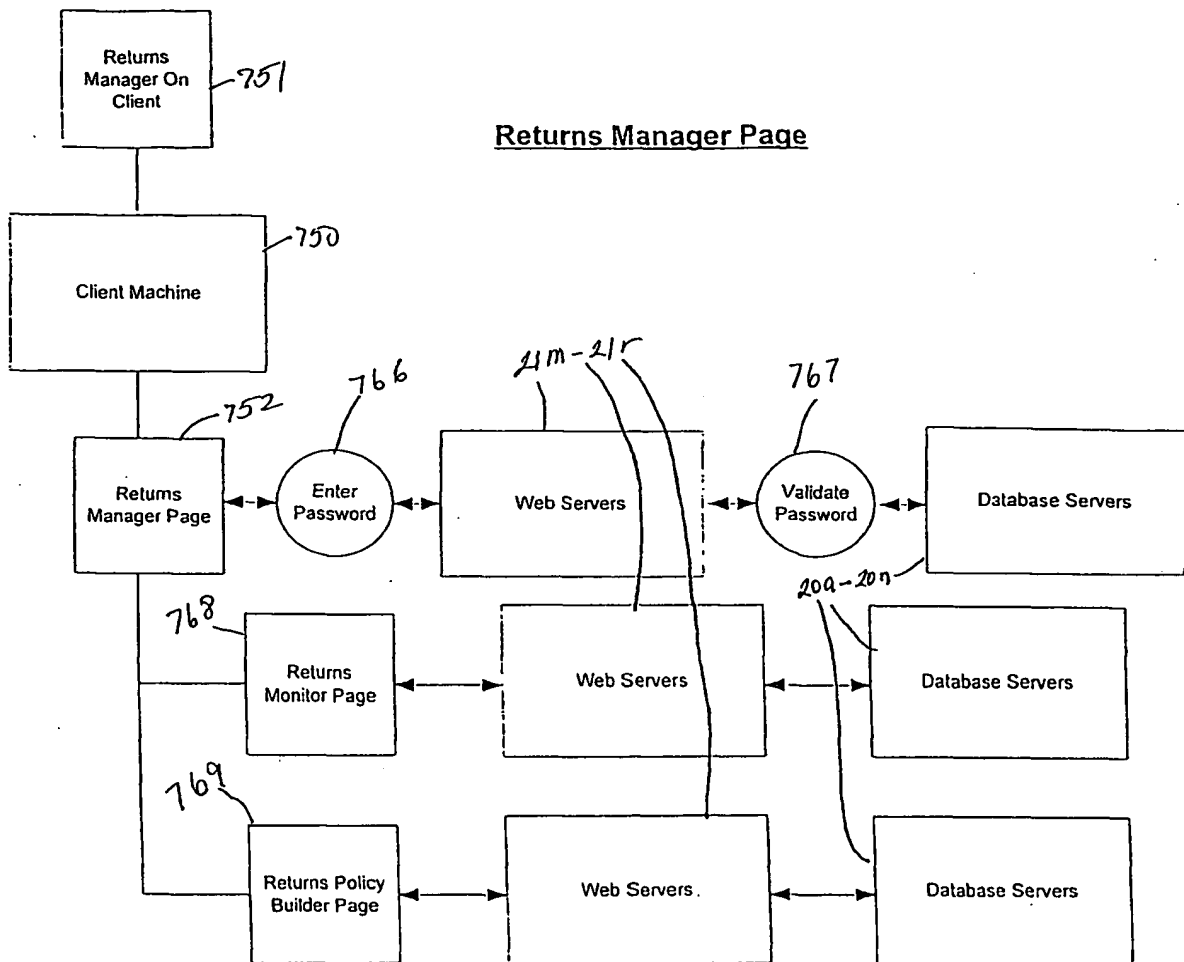 Returns
Manager On
Client
751
Returns Manager Page
750
Client Machine
766
21m-21r
767
752
Returns
Manager Page
Enter
Password
Web Servers
Validate
Password
Database Servers
20a-20n
768
Returns
Monitor Page
Web Servers
Database Servers
769
Returns Policy
Builder Page
Web Servers.
Database Servers